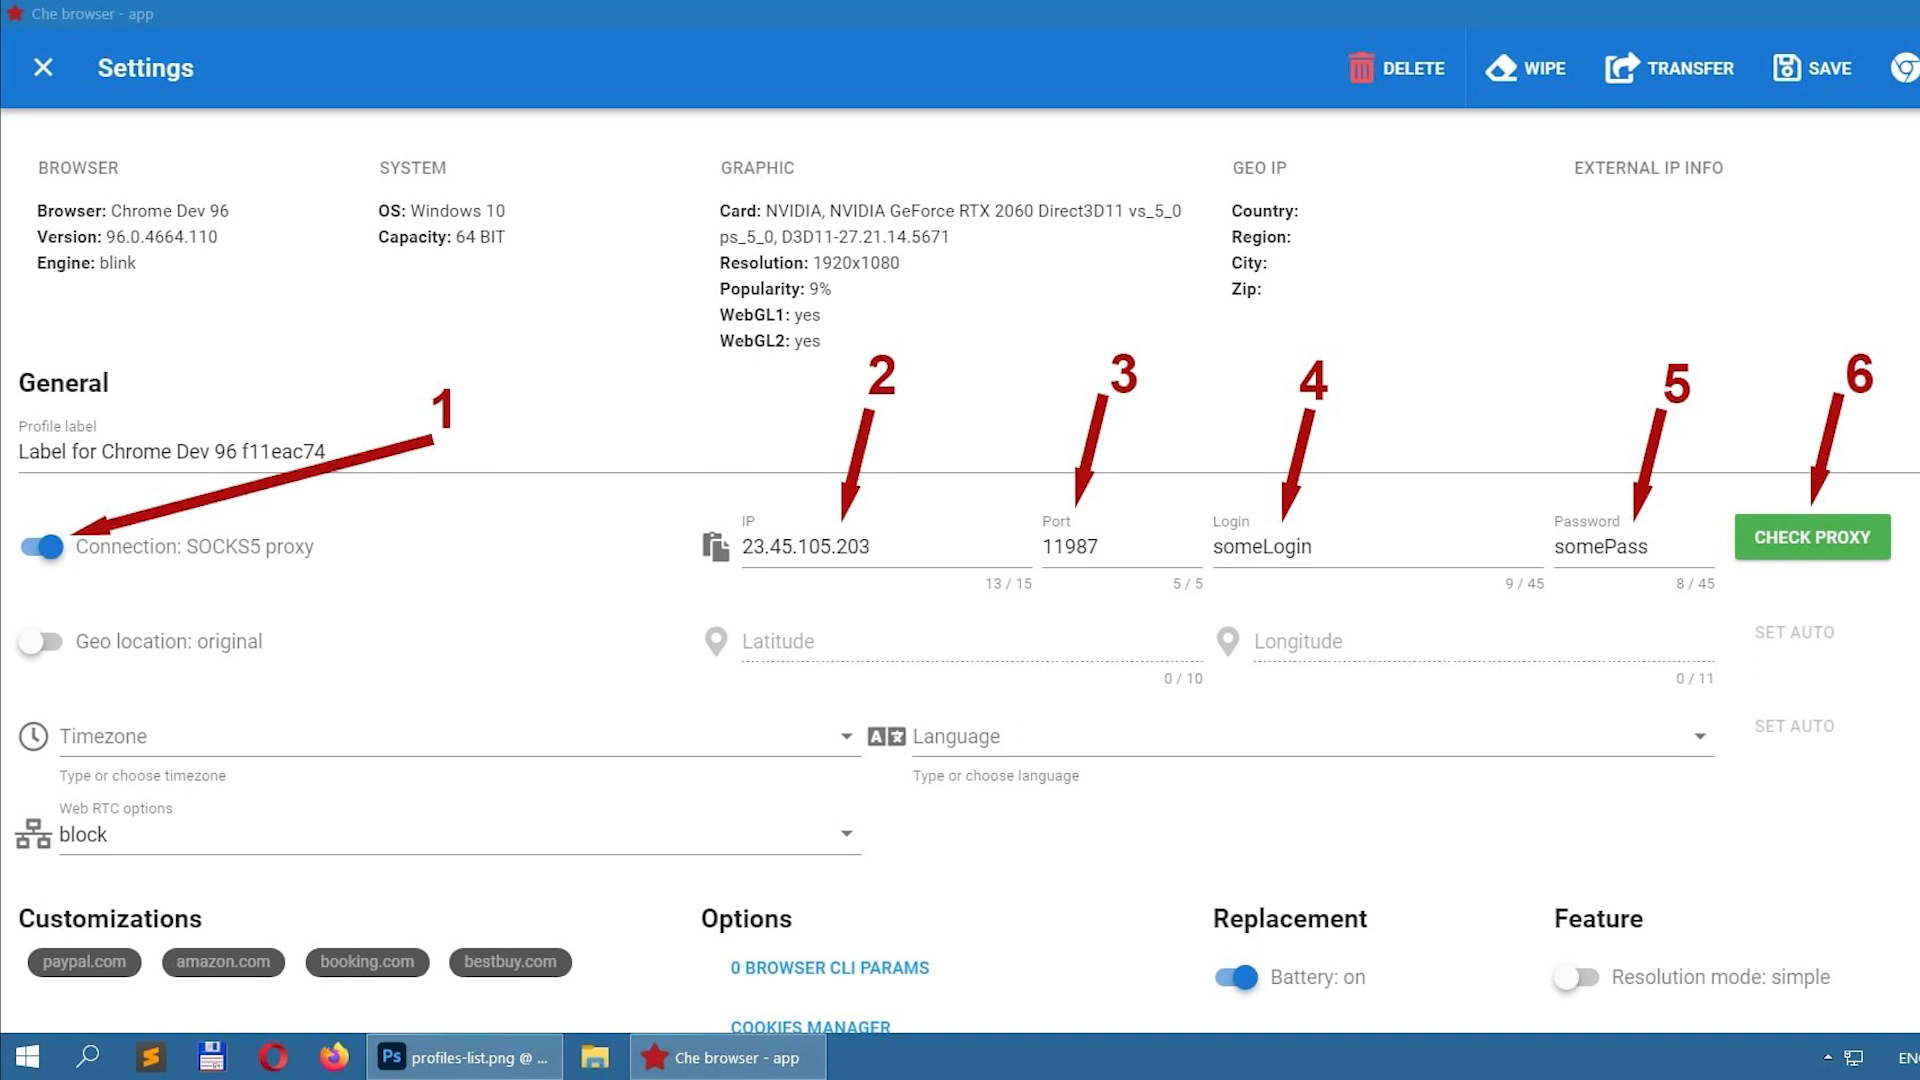 Che browser - app
Settings
DELETE
WIPE
TRANSFER
SAVE
BROWSER
Browser: Chrome Dev 96
Version: 96.0.4664.110
Engine: blink
SYSTEM
OS: Windows 10
Capacity: 64 BIT
GRAPHIC
Card: NVIDIA, NVIDIA GeForce RTX 2060 Direct3D11 vs_5_0
ps_5_0, D3D11-27.21.14.5671
Resolution: 1920x1080
Popularity: 9%
WebGL1: yes
WebGL2: yes
GEO IP
Country:
Region:
City:
Zip:
EXTERNAL IP INFO
General
1
2
3
4
5
6
Profile label
Label for Chrome Dev 96 f11eac74
Connection: SOCKS5 proxy
IP
23.45.105.203
13 / 15
Port
11987
5 / 5
Login
someLogin
9 / 45
Password
somePass
8 / 45
CHECK PROXY
Geo location: original
Latitude
0 / 10
Longitude
0 / 11
SET AUTO
Timezone
Type or choose timezone
Language
Type or choose language
SET AUTO
Web RTC options
block
Customizations
paypal.com
amazon.com
booking.com
bestbuy.com
Options
0 BROWSER CLI PARAMS
COOKIES MANAGER
Replacement
Battery: on
Feature
Resolution mode: simple
Ps
profiles-list.png @ ...
Che browser - app
EN